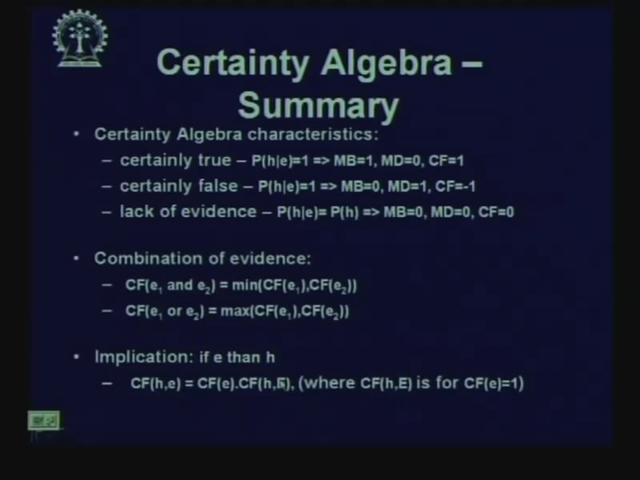 Certainty Algebra –
Summary
• Certainty Algebra characteristics:
– certainly true – P(h|e)=1 => MB=1, MD=0, CF=1
– certainly false – P(h|e)=1 => MB=0, MD=1, CF=-1
– lack of evidence – P(h|e)= P(h) => MB=0, MD=0, CF=0
• Combination of evidence:
– CF(e₁ and e₂) = min(CF(e₁),CF(e₂))
– CF(e₁ or e₂) = max(CF(e₁),CF(e₂))
• Implication: if e than h
– CF(h,e) = CF(e).CF(h,E), (where CF(h,E) is for CF(e)=1)